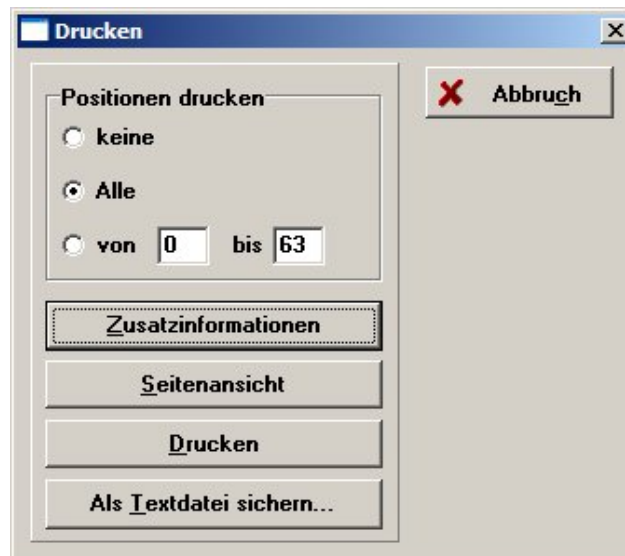 Drucken
Positionen drucken
keine
Alle
von 0 bis 63
Zusatzinformationen
Seitenansicht
Drucken
Als Textdatei sichern...
Abbruch